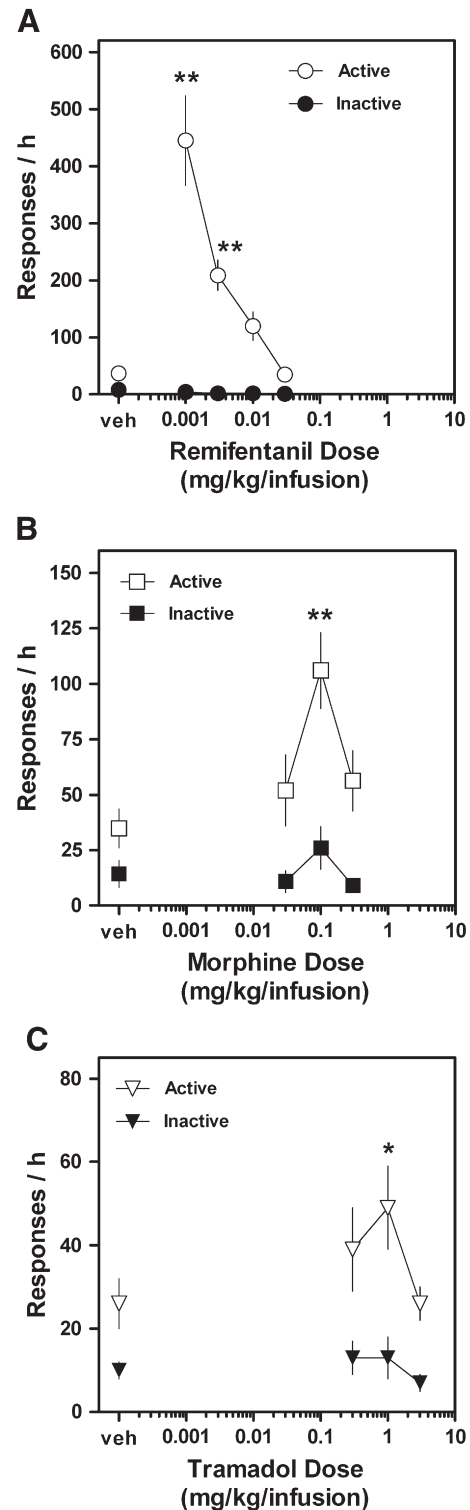 A
600
500
400
300
200
100
0
Responses / h
**
**
Active
Inactive
veh 0.001 0.01 0.1 1 10
Remifentanil Dose
(mg/kg/infusion)
B
150
125
100
75
50
25
0
Responses / h
Active
Inactive
**
veh 0.001 0.01 0.1 1 10
Morphine Dose
(mg/kg/infusion)
C
80
60
40
20
0
Responses / h
Active
Inactive
*
veh 0.001 0.01 0.1 1 10
Tramadol Dose
(mg/kg/infusion)